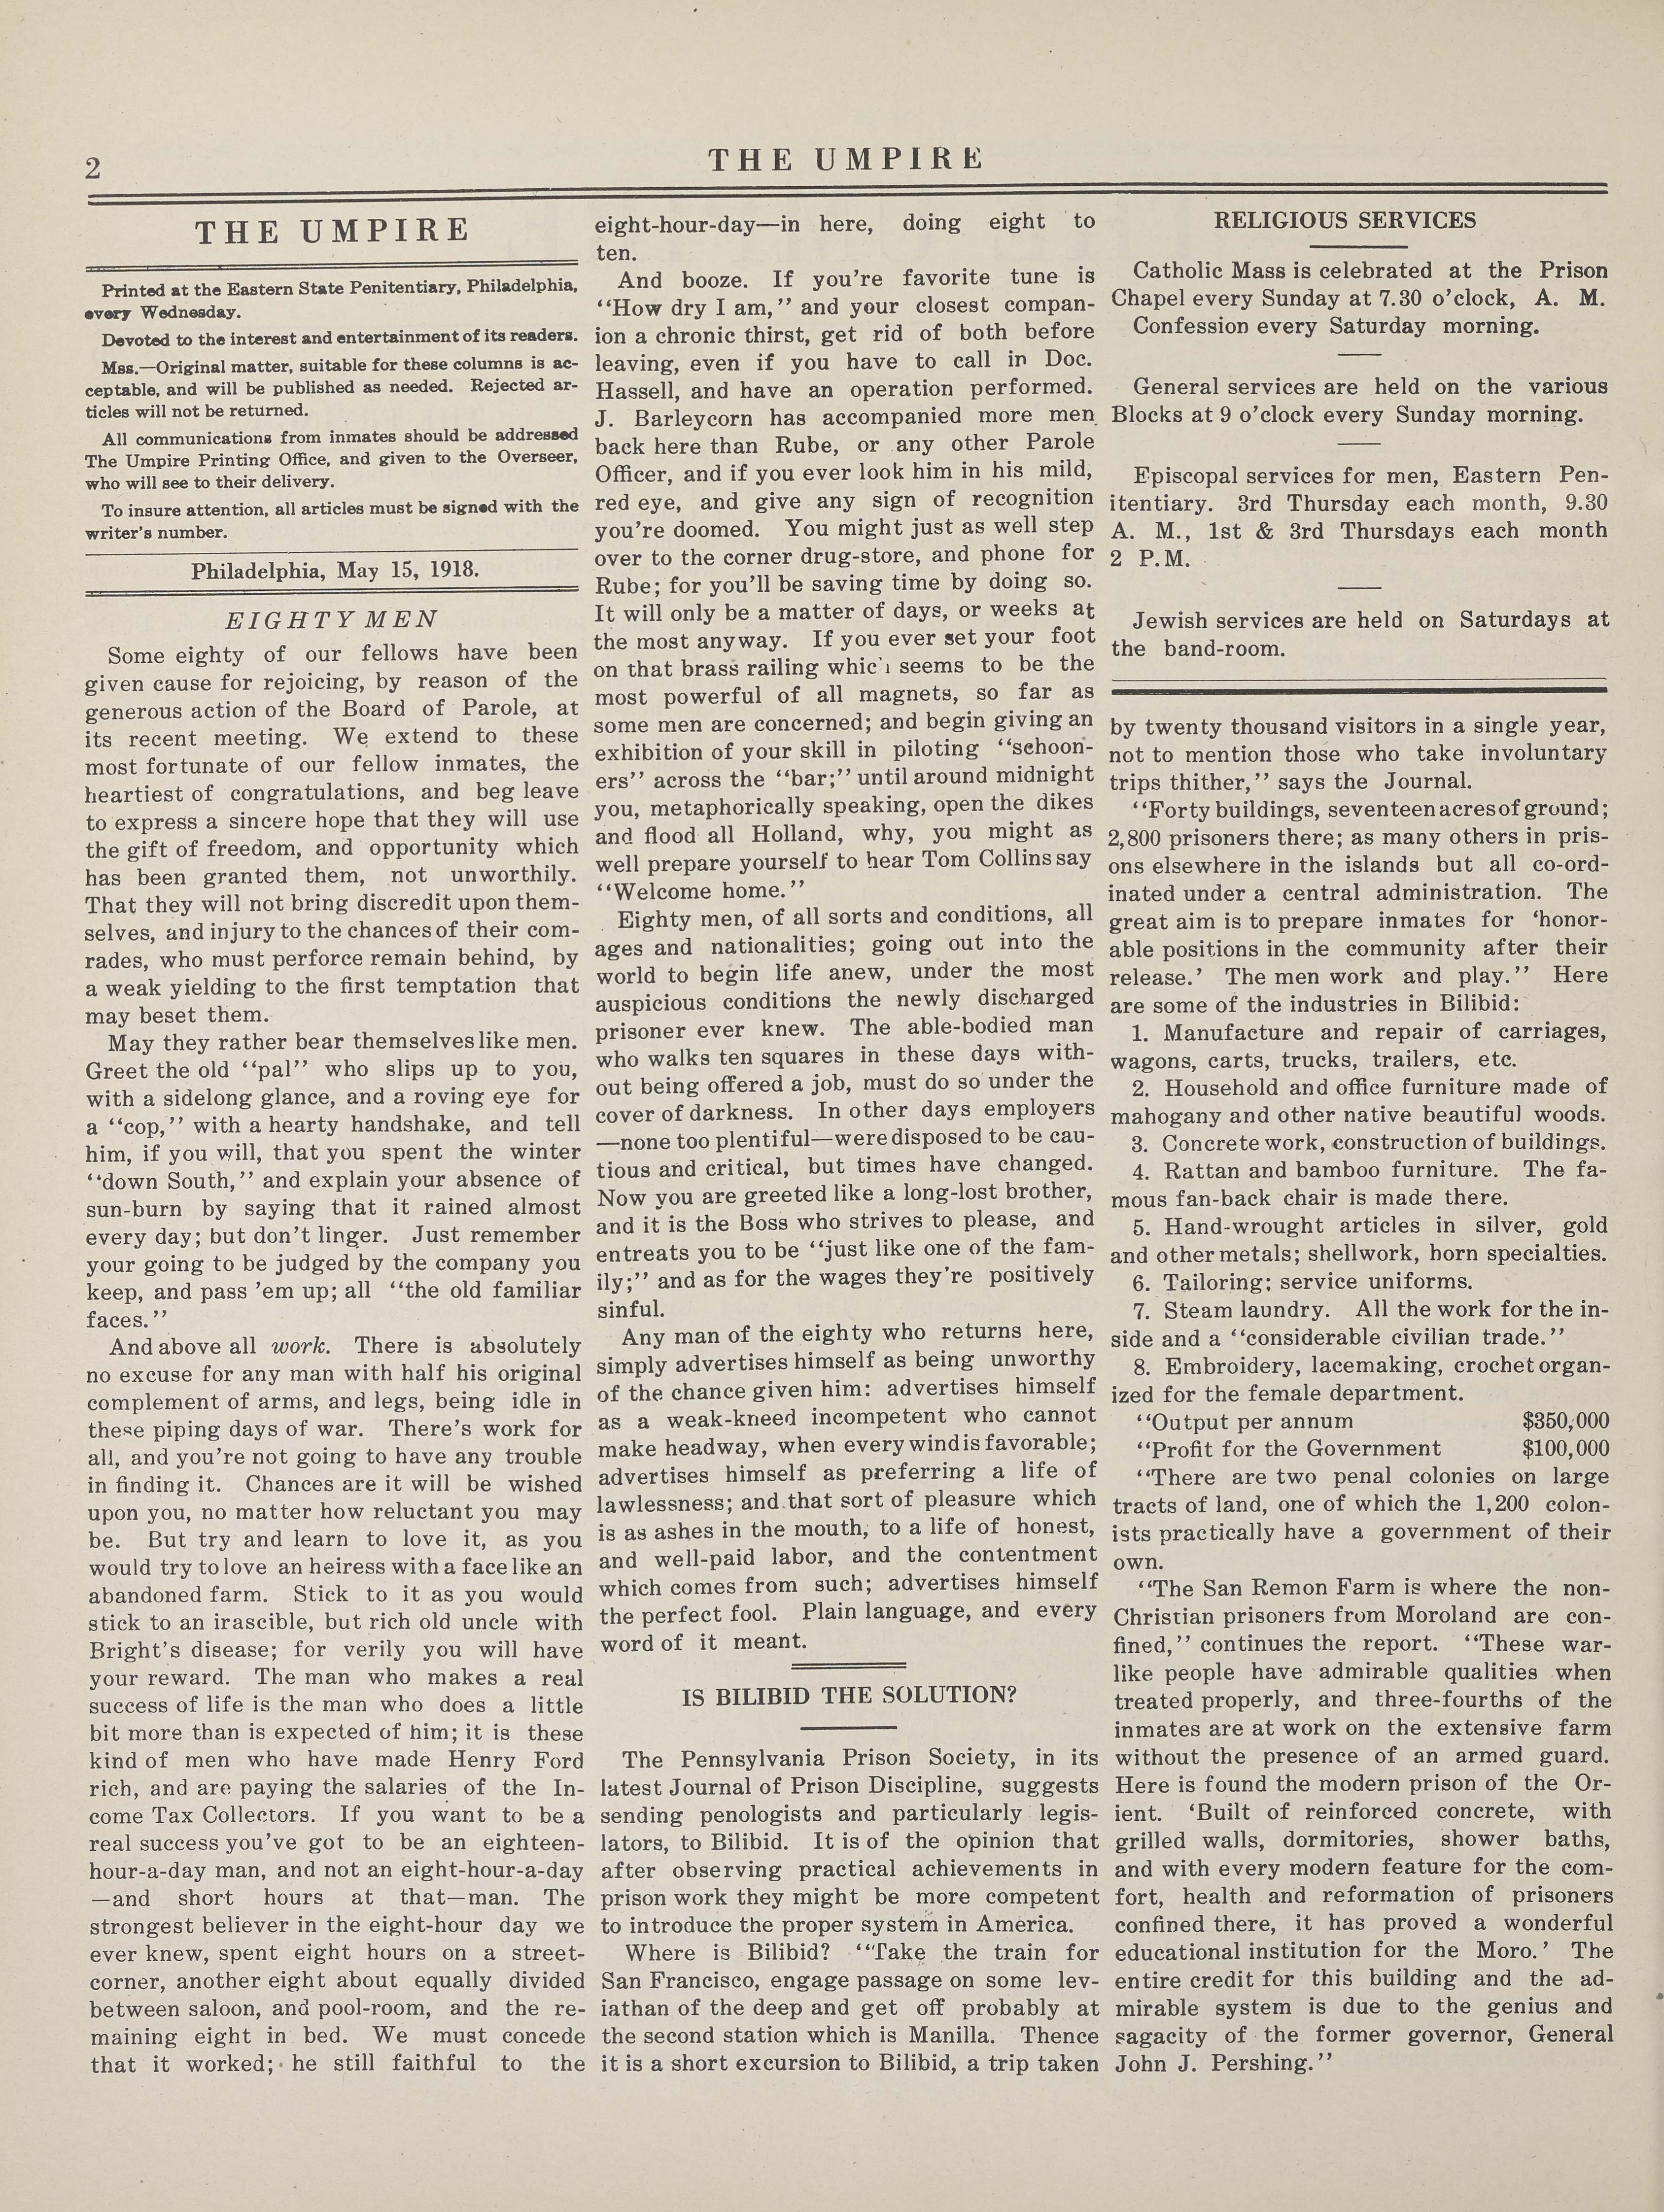 2
THE UMPIRE
THE UMPIRE
Printed at the Eastern State Penitentiary, Philadelphia,
every Wednesday.
Devoted to the interest and entertainment of its readers.
Mss.—Original matter, suitable for these columns is ac-
ceptable, and will be published as needed. Rejected ar-
ticles will not be returned.
All communications from inmates should be addressed
The Umpire Printing Office, and given to the Overseer,
who will see to their delivery.
To insure attention, all articles must be signed with the
writer's number.
Philadelphia, May 15, 1918.
EIGHTY MEN
Some eighty of our fellows have been
given cause for rejoicing, by reason of the
generous action of the Board of Parole, at
its recent meeting. We extend to these
most fortunate of our fellow inmates, the
heartiest of congratulations, and beg leave
to express a sincere hope that they will use
the gift of freedom, and opportunity which
has been granted them, not unworthily.
That they will not bring discredit upon them-
selves, and injury to the chances of their com-
rades, who must perforce remain behind, by
a weak yielding to the first temptation that
may beset them.
May they rather bear themselves like men.
Greet the old "pal" who slips up to you,
with a sidelong glance, and a roving eye for
a "cop," with a hearty handshake, and tell
him, if you will, that you spent the winter
"down South," and explain your absence of
sun-burn by saying that it rained almost
every day; but don't linger. Just remember
your going to be judged by the company you
keep, and pass 'em up; all "the old familiar
faces."
And above all work. There is absolutely
no excuse for any man with half his original
complement of arms, and legs, being idle in
these piping days of war. There's work for
all, and you're not going to have any trouble
in finding it. Chances are it will be wished
upon you, no matter how reluctant you may
be. But try and learn to love it, as you
would try to love an heiress with a face like an
abandoned farm. Stick to it as you would
stick to an irascible, but rich old uncle with
Bright's disease; for verily you will have
your reward. The man who makes a real
success of life is the man who does a little
bit more than is expected of him; it is these
kind of men who have made Henry Ford
rich, and are paying the salaries of the In-
come Tax Collectors. If you want to be a
real success you've got to be an eighteen-
hour-a-day man, and not an eight-hour-a-day
—and short hours at that—man. The
strongest believer in the eight-hour day we
ever knew, spent eight hours on a street-
corner, another eight about equally divided
between saloon, and pool-room, and the re-
maining eight in bed. We must concede
that it worked; he still faithful to the
eight-hour-day—in here, doing eight to
ten.
And booze. If you're favorite tune is
"How dry I am," and your closest compan-
ion a chronic thirst, get rid of both before
leaving, even if you have to call in Doc.
Hassell, and have an operation performed.
J. Barleycorn has accompanied more men
back here than Rube, or any other Parole
Officer, and if you ever look him in his mild,
red eye, and give any sign of recognition
you're doomed. You might just as well step
over to the corner drug-store, and phone for
Rube; for you'll be saving time by doing so.
It will only be a matter of days, or weeks at
the most anyway. If you ever set your foot
on that brass railing which seems to be the
most powerful of all magnets, so far as
some men are concerned; and begin giving an
exhibition of your skill in piloting "schoon-
ers" across the "bar;" until around midnight
you, metaphorically speaking, open the dikes
and flood all Holland, why, you might as
well prepare yourself to hear Tom Collins say
"Welcome home."
Eighty men, of all sorts and conditions, all
ages and nationalities; going out into the
world to begin life anew, under the most
auspicious conditions the newly discharged
prisoner ever knew. The able-bodied man
who walks ten squares in these days with-
out being offered a job, must do so under the
cover of darkness. In other days employers
—none too plentiful—were disposed to be cau-
tious and critical, but times have changed.
Now you are greeted like a long-lost brother,
and it is the Boss who strives to please, and
entreats you to be "just like one of the fam-
ily;" and as for the wages they're positively
sinful.
Any man of the eighty who returns here,
simply advertises himself as being unworthy
of the chance given him: advertises himself
as a weak-kneed incompetent who cannot
make headway, when every wind is favorable;
advertises himself as preferring a life of
lawlessness; and that sort of pleasure which
is as ashes in the mouth, to a life of honest,
and well-paid labor, and the contentment
which comes from such; advertises himself
the perfect fool. Plain language, and every
word of it meant.
IS BILIBID THE SOLUTION?
The Pennsylvania Prison Society, in its
latest Journal of Prison Discipline, suggests
sending penologists and particularly legis-
lators, to Bilibid. It is of the opinion that
after observing practical achievements in
prison work they might be more competent
to introduce the proper system in America.
Where is Bilibid? "Take the train for
San Francisco, engage passage on some lev-
iathan of the deep and get off probably at
the second station which is Manilla. Thence
it is a short excursion to Bilibid, a trip taken
RELIGIOUS SERVICES
Catholic Mass is celebrated at the Prison
Chapel every Sunday at 7.30 o'clock, A. M.
Confession every Saturday morning.
General services are held on the various
Blocks at 9 o'clock every Sunday morning.
Episcopal services for men, Eastern Pen-
itentiary. 3rd Thursday each month, 9.30
A. M., 1st & 3rd Thursdays each month
2 P.M.
Jewish services are held on Saturdays at
the band-room.
by twenty thousand visitors in a single year,
not to mention those who take involuntary
trips thither," says the Journal.
"Forty buildings, seventeen acres of ground;
2,800 prisoners there; as many others in pris-
ons elsewhere in the islands but all co-ord-
inated under a central administration. The
great aim is to prepare inmates for 'honor-
able positions in the community after their
release.' The men work and play." Here
are some of the industries in Bilibid:
1. Manufacture and repair of carriages,
wagons, carts, trucks, trailers, etc.
2. Household and office furniture made of
mahogany and other native beautiful woods.
3. Concrete work, construction of buildings.
4. Rattan and bamboo furniture. The fa-
mous fan-back chair is made there.
5. Hand-wrought articles in silver, gold
and other metals; shellwork, horn specialties.
6. Tailoring; service uniforms.
7. Steam laundry. All the work for the in-
side and a "considerable civilian trade."
8. Embroidery, lacemaking, crochet organ-
ized for the female department.
"Output per annum $350,000
"Profit for the Government $100,000
"There are two penal colonies on large
tracts of land, one of which the 1,200 colon-
ists practically have a government of their
own.
"The San Remon Farm is where the non-
Christian prisoners from Moroland are con-
fined," continues the report. "These war-
like people have admirable qualities when
treated properly, and three-fourths of the
inmates are at work on the extensive farm
without the presence of an armed guard.
Here is found the modern prison of the Or-
ient. 'Built of reinforced concrete, with
grilled walls, dormitories, shower baths,
and with every modern feature for the com-
fort, health and reformation of prisoners
confined there, it has proved a wonderful
educational institution for the Moro.' The
entire credit for this building and the ad-
mirable system is due to the genius and
sagacity of the former governor, General
John J. Pershing."